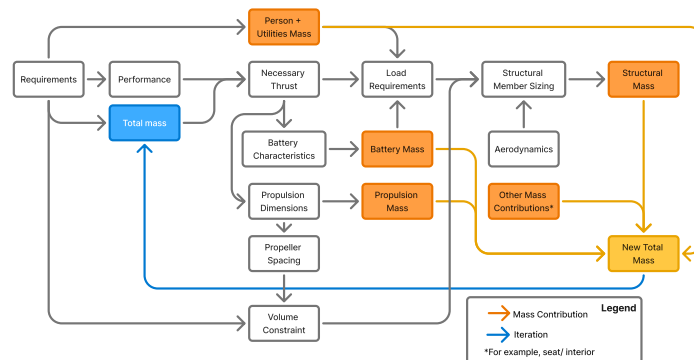 Person +
Utilities Mass
Requirements
Performance
Necessary
Thrust
Load
Requirements
Structural
Member Sizing
Structural
Mass
Total mass
Battery
Characteristics
Battery Mass
Aerodynamics
Propulsion
Dimensions
Propulsion
Mass
Other Mass
Contributions*
Propeller
Spacing
New Total
Mass
Volume
Constraint
Legend
Mass Contribution
Iteration
*For example, seat/ interior